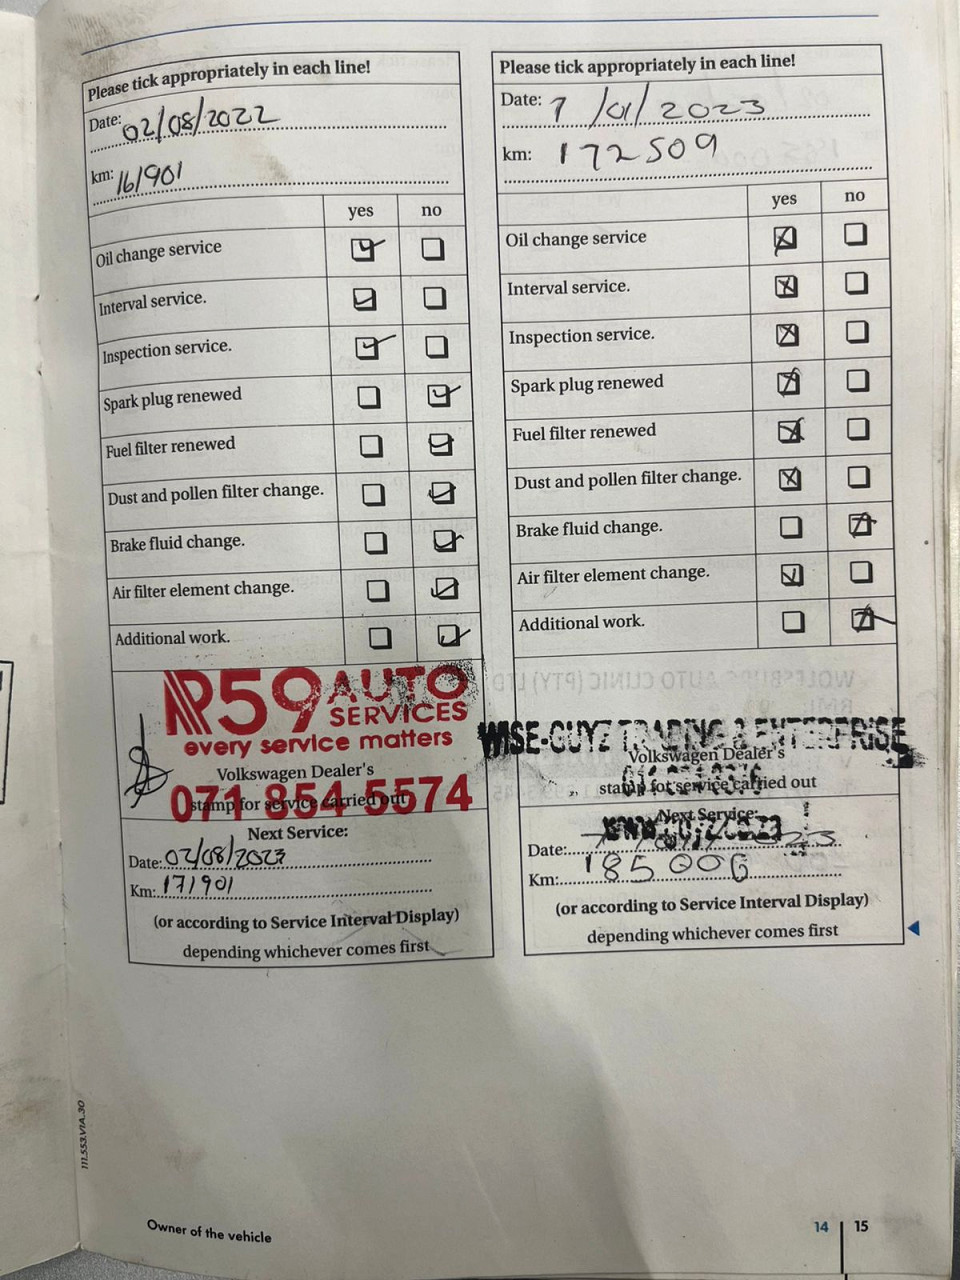 Please tick appropriately in each line!
Date: 02/08/2022
km: 161901
yes no
Oil change service
Interval service.
Inspection service.
Spark plug renewed
Fuel filter renewed
Dust and pollen filter change.
Brake fluid change.
Air filter element change.
Additional work.
R59 AUTO
SERVICES
every service matters
Volkswagen Dealer's
071 854 5574
stamp for service carried out
Next Service:
Date: 02/08/2023
Km: 171901
(or according to Service Interval Display)
depending whichever comes first
Please tick appropriately in each line!
Date: 7/01/2023
km: 172509
yes no
Oil change service
Interval service.
Inspection service.
Spark plug renewed
Fuel filter renewed
Dust and pollen filter change.
Brake fluid change.
Air filter element change.
Additional work.
WISE-GUYZ TRADING & ENTERPRISE
Volkswagen Dealer's
stamp for service carried out
Next Service:
Date:
Km: 185 006
(or according to Service Interval Display)
depending whichever comes first
111.553.V1A.30
Owner of the vehicle
14 | 15